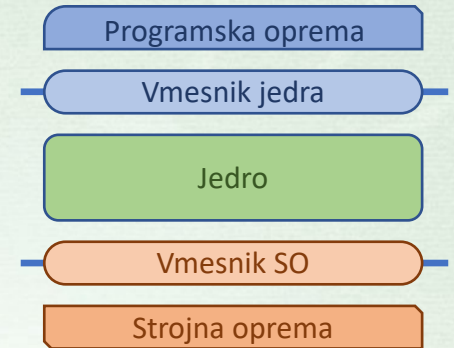 Programska oprema
Vmesnik jedra
Jedro
Vmesnik SO
Strojna oprema